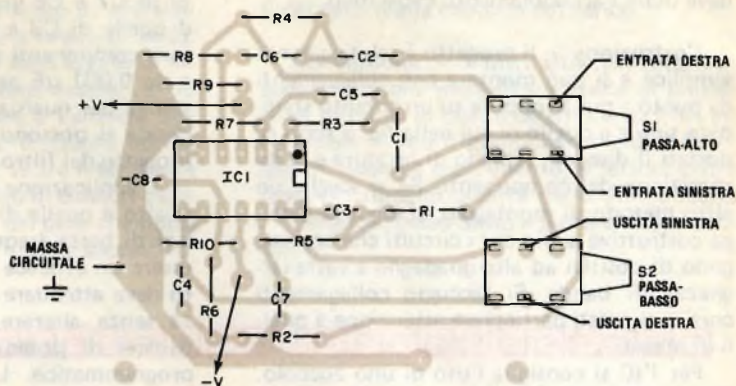 R4
R8
C6
C2
ENTRATA DESTRA
R9
C5
+V
S1
PASSA-ALTO
R7
R3
C1
IC1
C8
ENTRATA SINISTRA
C3
R1
USCITA SINISTRA
MASSA
CIRCUITALE
R10
R5
S2
PASSA-
BASSO
C4
R6
C7
R2
USCITA DESTRA
-V